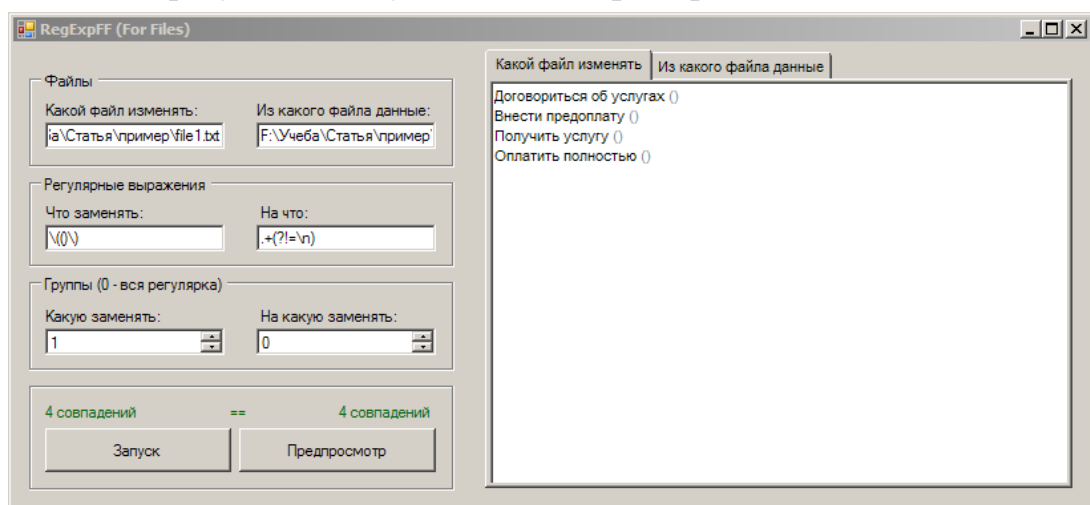 RegExpFF (For Files)
Файлы
Какой файл изменять: Из какого файла данные:
ia\Статья\пример\file1.txt F:\Учеба\Статья\пример\
Регулярные выражения
Что заменять: На что:
\(()\) .+(?!=\n)
Группы (0 - вся регулярка)
Какую заменять: На какую заменять:
1 0
4 совпадений == 4 совпадений
Запуск Предпросмотр
Какой файл изменять Из какого файла данные
Договориться об услугах ()
Внести предоплату ()
Получить услугу ()
Оплатить полностью ()